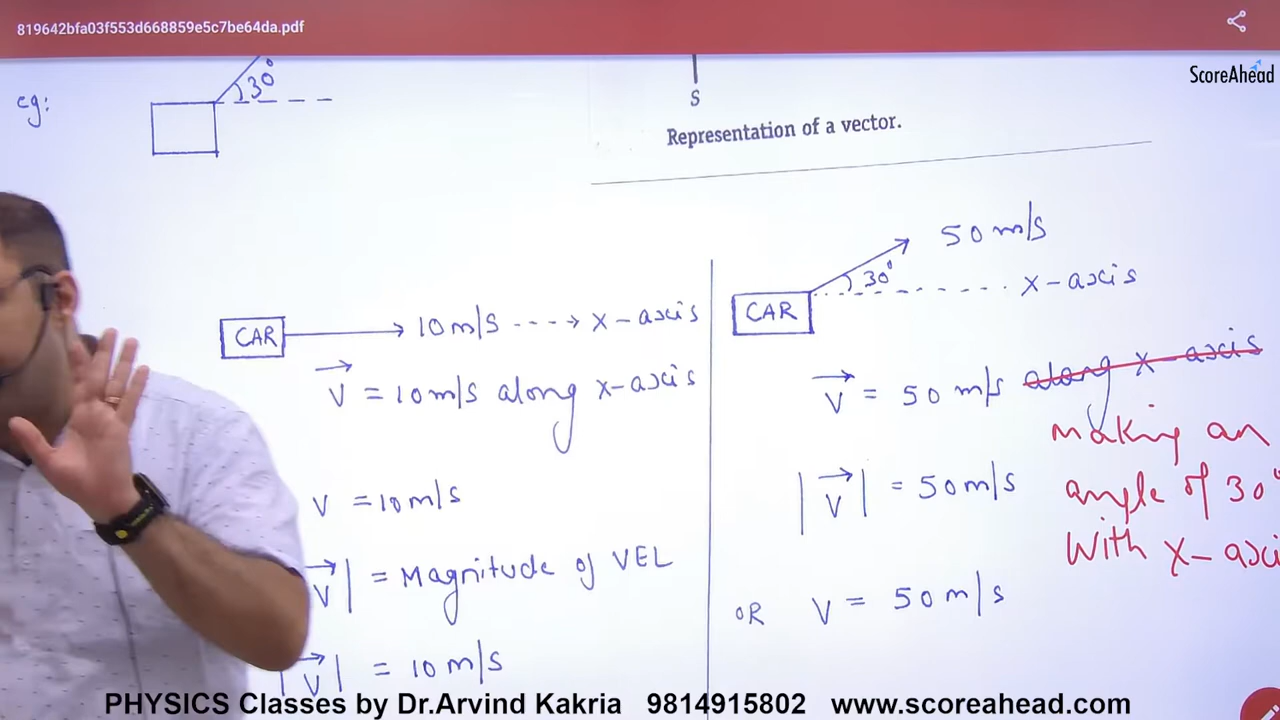 819642bfa03f553d668859e5c7be64da.pdf
ScoreAhead
eg:
30°
S
Representation of a vector.
CAR
10 m/s ----→ x-axis
V = 10 m/s along x-axis
V = 10 m/s
V| = Magnitude of VEL
|V| = 10 m/s
50 m/s
30°
x-axis
CAR
V = 50 m/s along x-axis
making an
angle of 30°
with x-axi
|V| = 50 m/s
OR V = 50 m/s
PHYSICS Classes by Dr.Arvind Kakria 9814915802 www.scoreahead.com